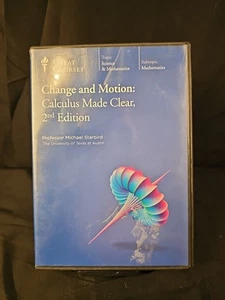 GREAT
COURSES
Topic
Science
& Mathematics
Subtopic
Mathematics
Change and Motion:
Calculus Made Clear,
2nd Edition
Professor Michael Starbird
The University of Texas at Austin